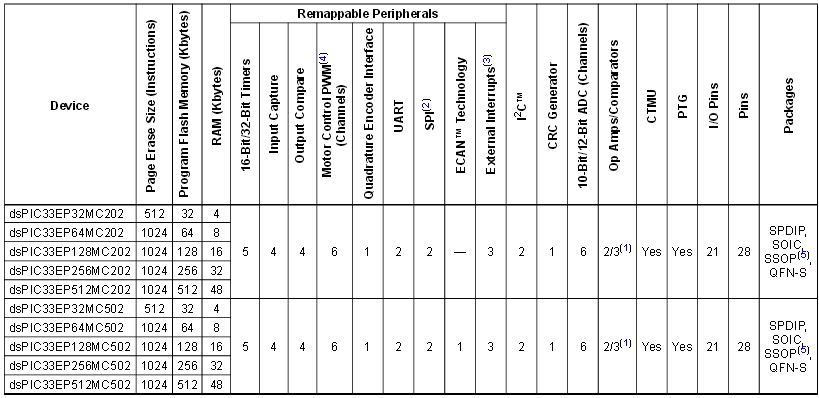 Device Page Erase Size (Instructions) Program Flash Memory (Kbytes) RAM (Kbytes) Remappable Peripherals I²C™ CRC Generator 10-Bit/12-Bit ADC (Channels) Op Amps/Comparators CTMU PTG I/O Pins Pins Packages
16-Bit/32-Bit Timers Input Capture Output Compare Motor Control PWM(4) (Channels) Quadrature Encoder Interface UART SPI(2) ECAN™ Technology External Interrupts(3)
dsPIC33EP32MC202 512 32 4
dsPIC33EP64MC202 1024 64 8
dsPIC33EP128MC202 1024 128 16
dsPIC33EP256MC202 1024 256 32
dsPIC33EP512MC202 1024 512 48
5 4 4 6 1 2 2 — 3 2 1 6 2/3(1) Yes Yes 21 28
SPDIP,
SOIC,
SSOP(5),
QFN-S
dsPIC33EP32MC502 512 32 4
dsPIC33EP64MC502 1024 64 8
dsPIC33EP128MC502 1024 128 16
dsPIC33EP256MC502 1024 256 32
dsPIC33EP512MC502 1024 512 48
5 4 4 6 1 2 2 1 3 2 1 6 2/3(1) Yes Yes 21 28
SPDIP,
SOIC,
SSOP(5),
QFN-S